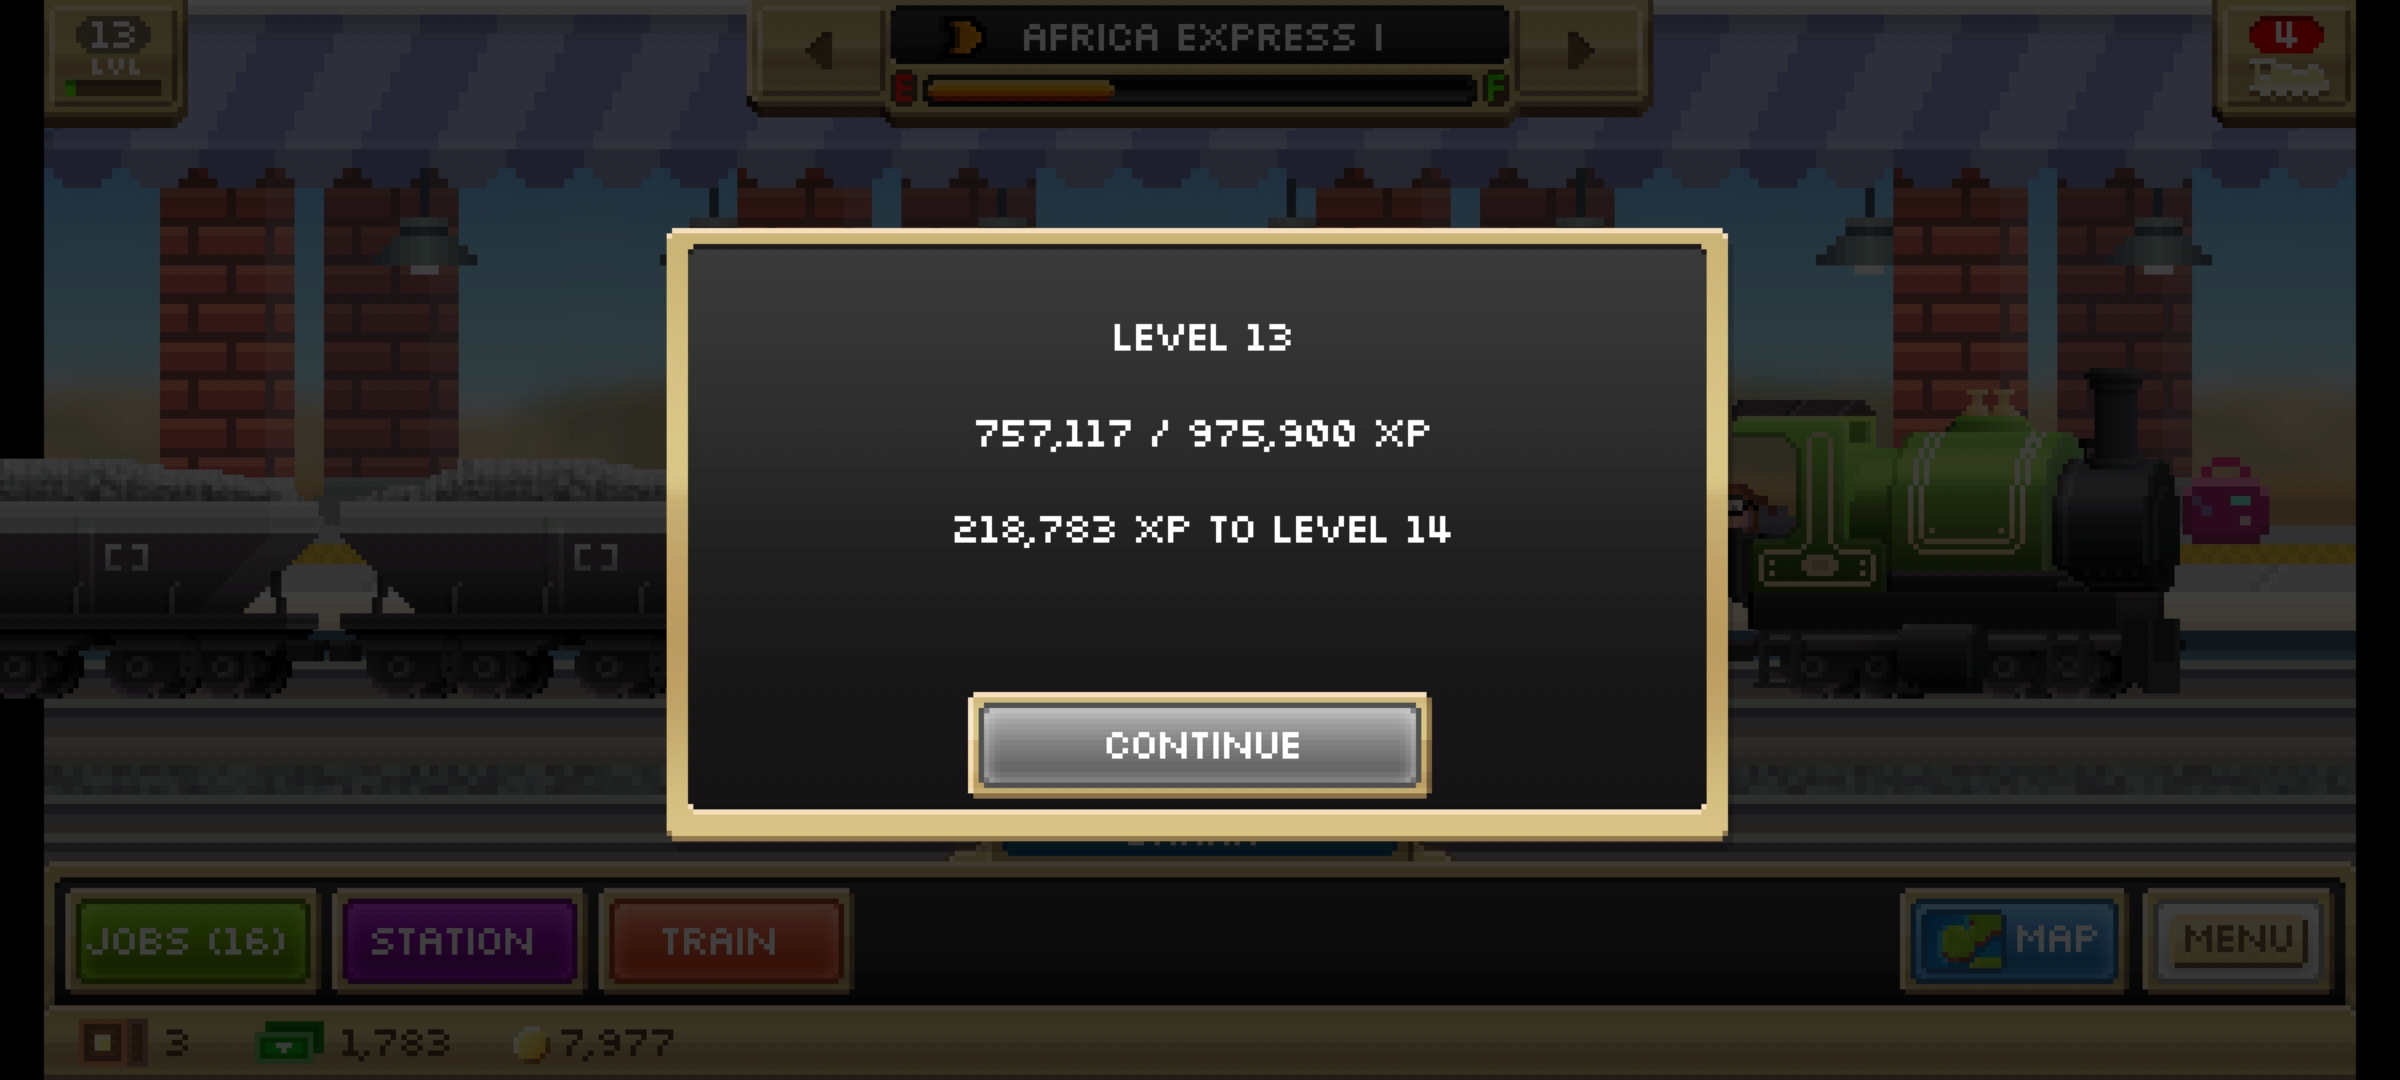 13
LVL
AFRICA EXPRESS I
E
F
4
LEVEL 13
757,117 / 975,900 XP
218,783 XP TO LEVEL 14
CONTINUE
[ ]
[ ]
JOBS (16)
STATION
TRAIN
MAP
MENU
3
1,783
7,977